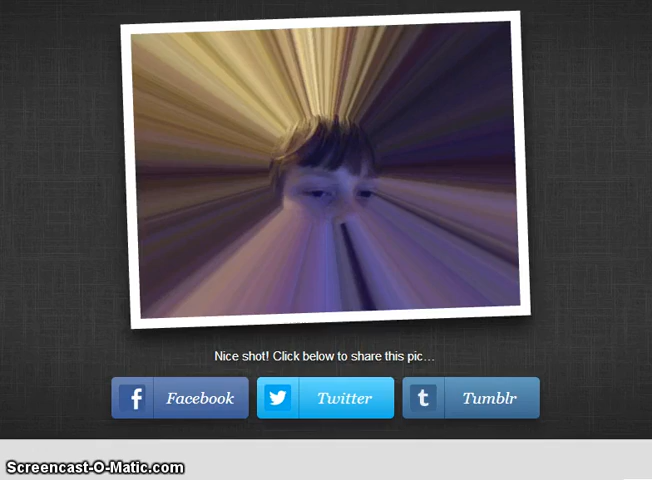 Nice shot! Click below to share this pic...
f Facebook
Twitter
t Tumblr
Screencast-O-Matic.com